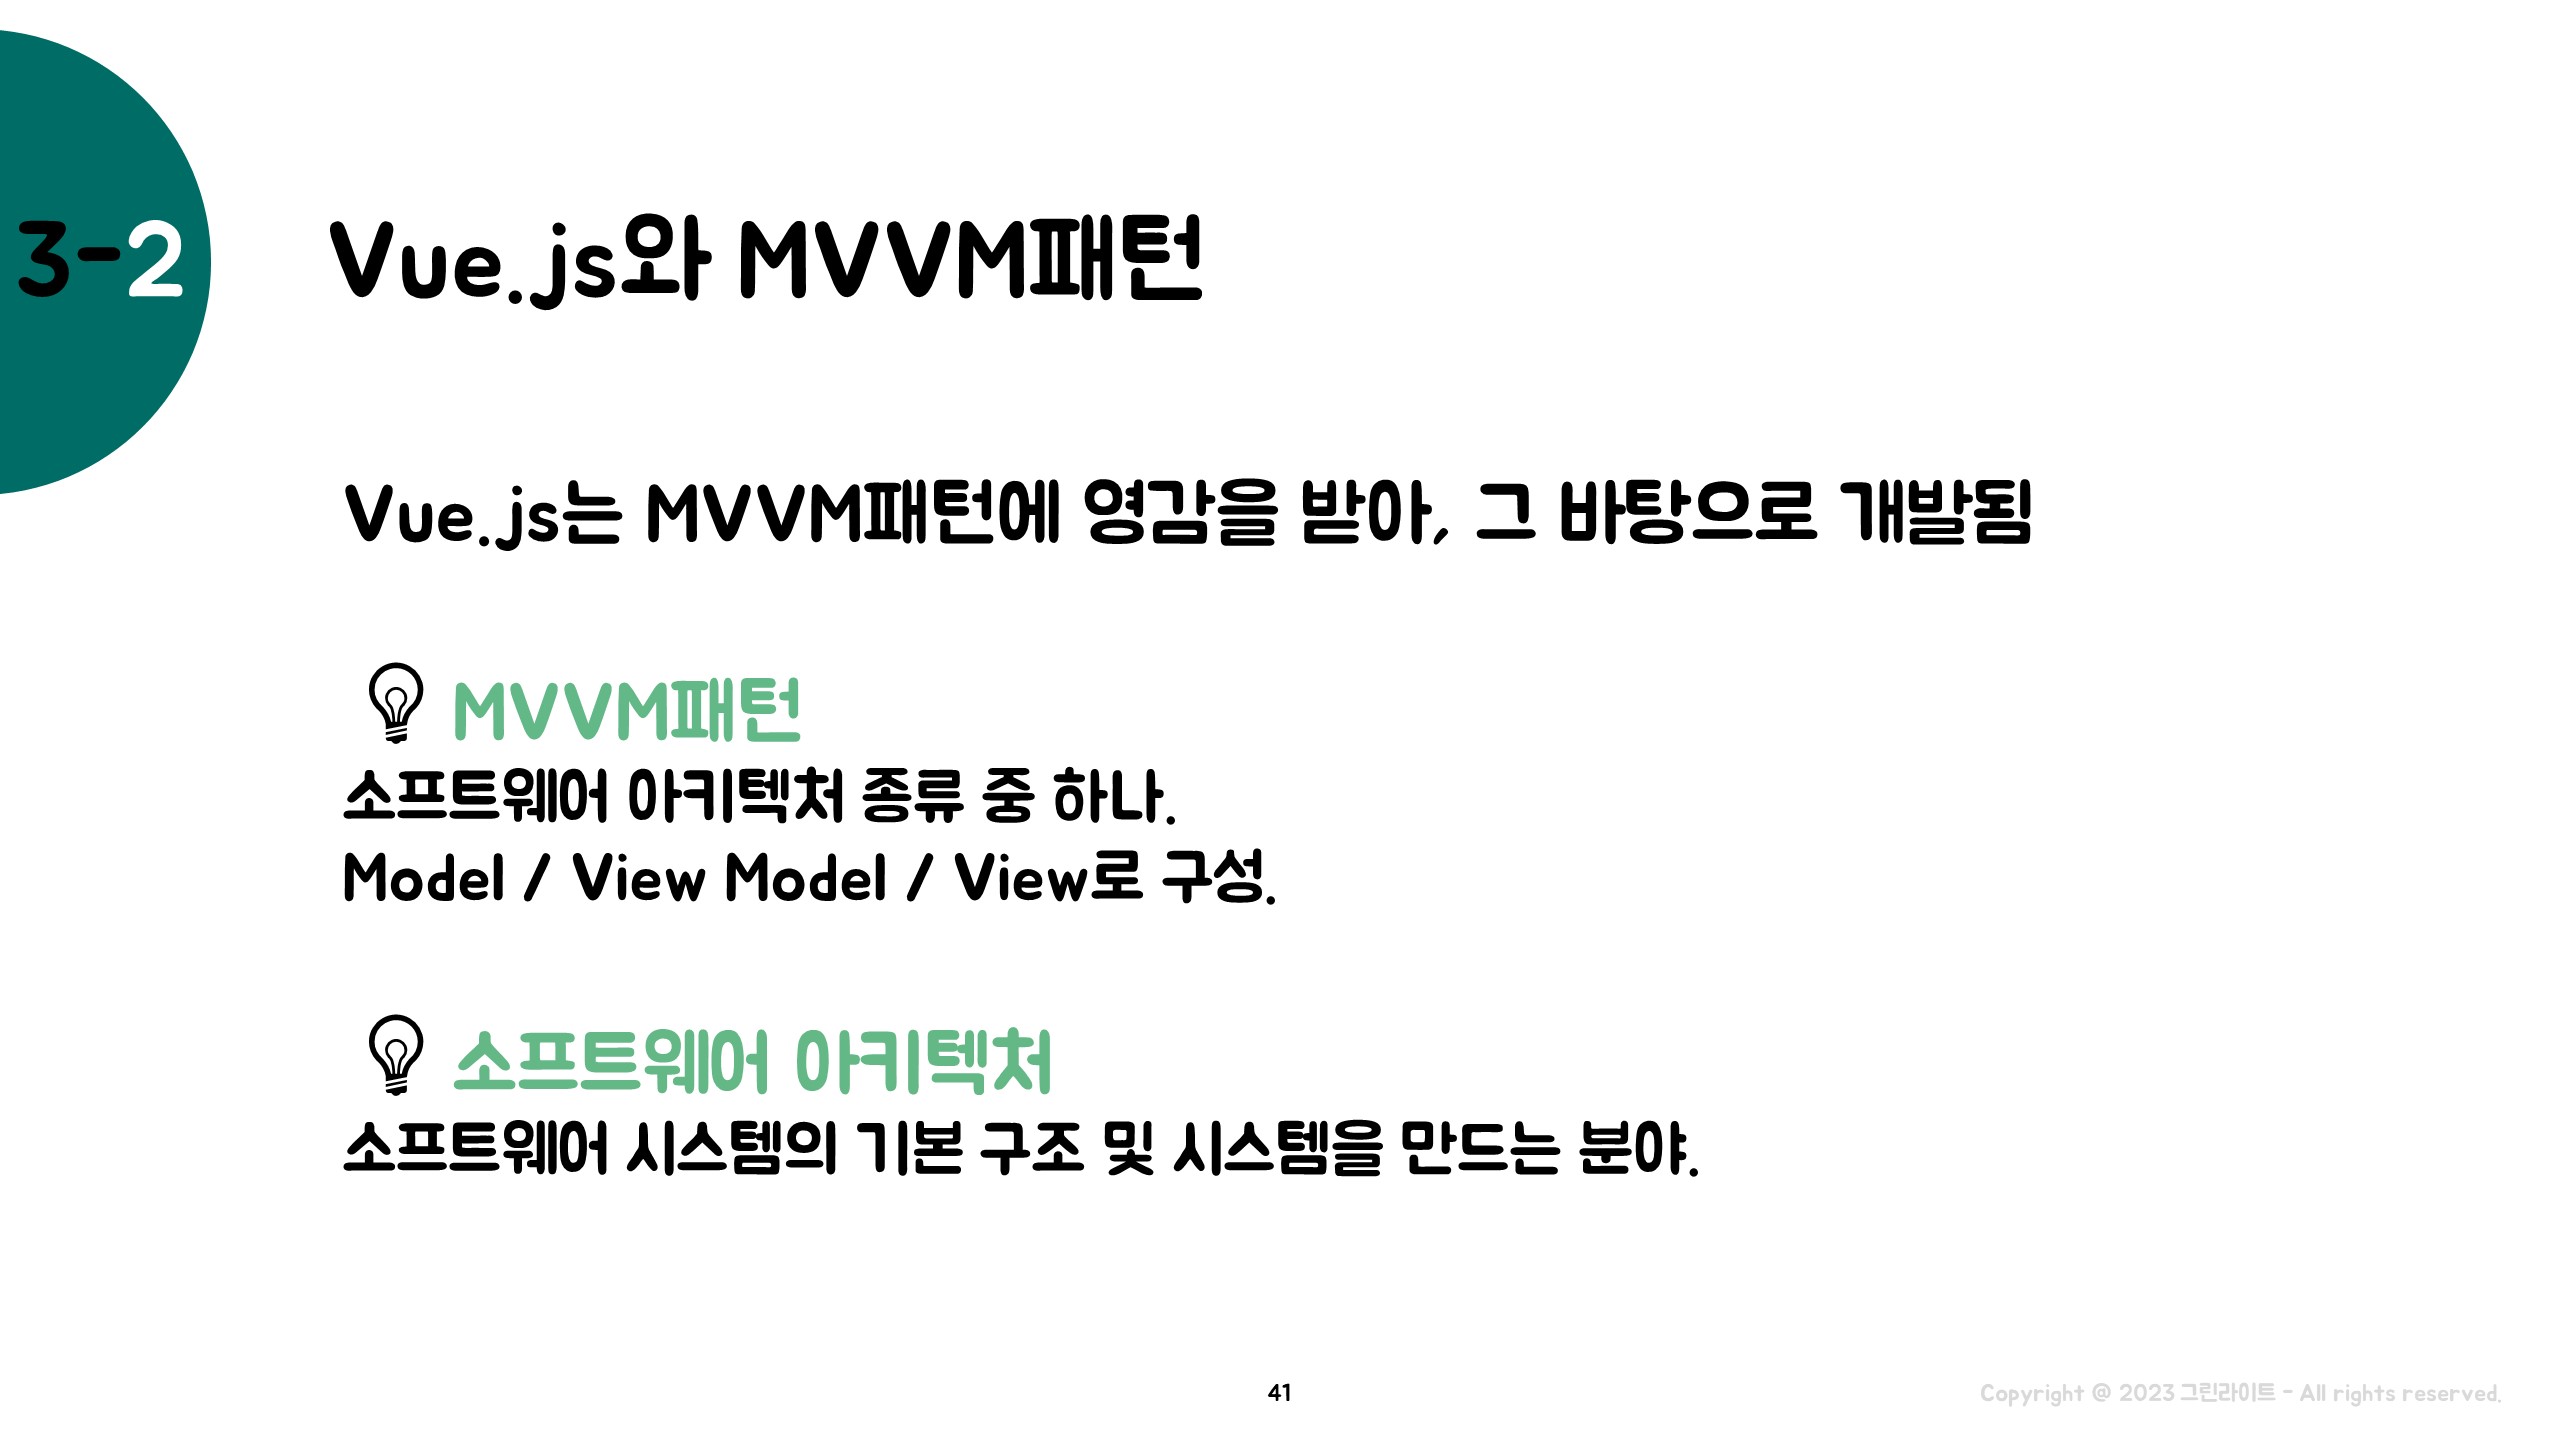 3-2
Vue.js와 MVVM패턴
Vue.js는 MVVM패턴에 영감을 받아, 그 바탕으로 개발됨
MVVM패턴
소프트웨어 아키텍처 종류 중 하나.
Model / View Model / View로 구성.
소프트웨어 아키텍처
소프트웨어 시스템의 기본 구조 및 시스템을 만드는 분야.
41
Copyright @ 2023 그린라이트 - All rights reserved.